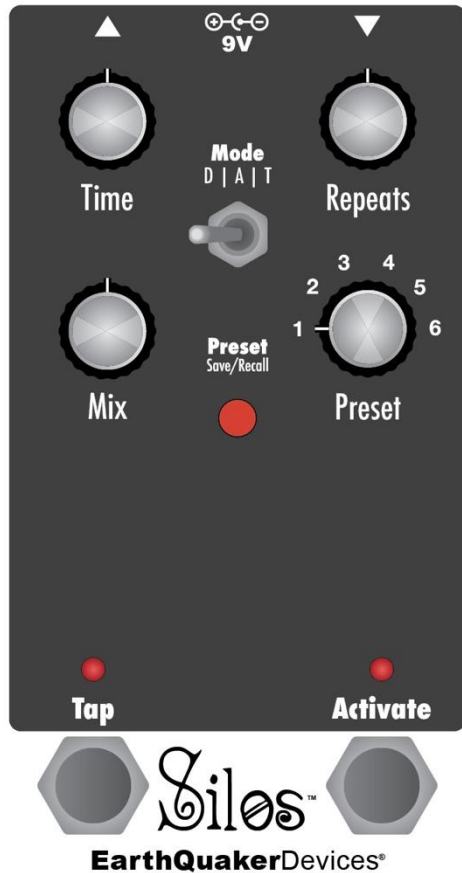 9V
Mode
D | A | T
Time
Repeats
3 4
2 5
1 6
Preset
Save/Recall
Mix
Preset
Tap
Activate
Silos™
EarthQuakerDevices®